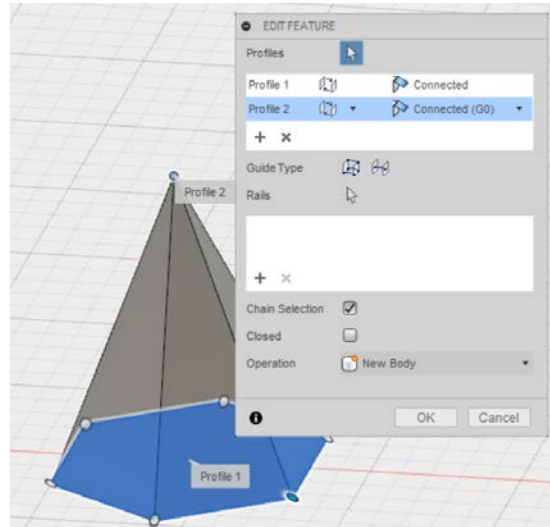 EDIT FEATURE
Profiles
Profile 1 Connected
Profile 2 Connected (G0)
Guide Type
Rails
Chain Selection
Closed
Operation New Body
OK Cancel
Profile 2
Profile 1